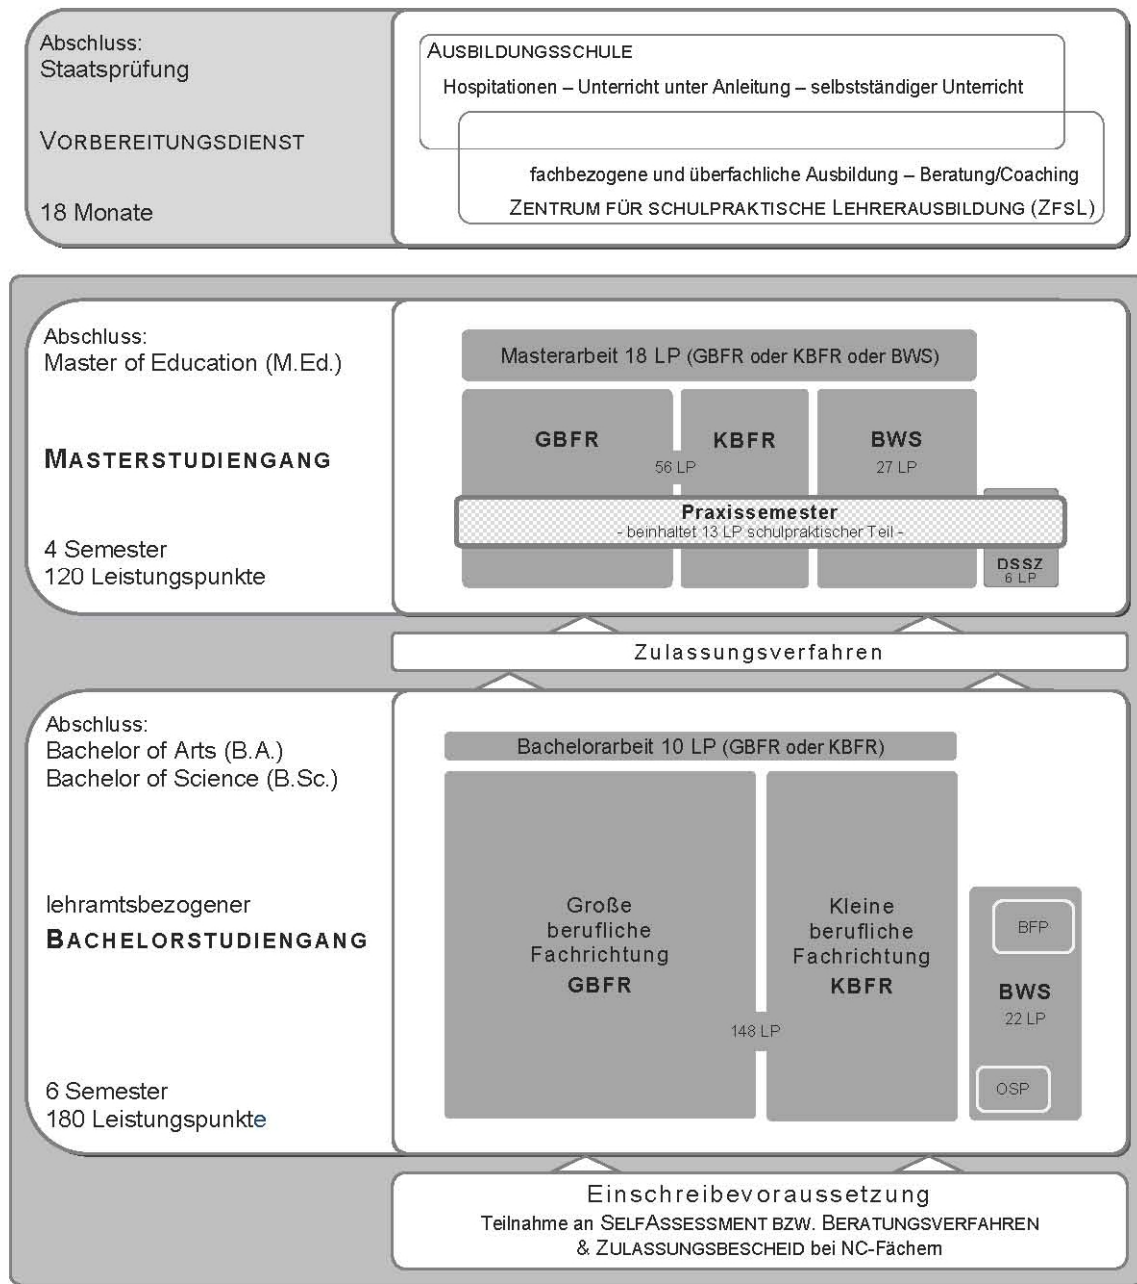 Abschluss:
Staatsprüfung
VORBEREITUNGSDIENST
18 Monate
AUSBILDUNGSSCHULE
Hospitationen – Unterricht unter Anleitung – selbstständiger Unterricht
fachbezogene und überfachliche Ausbildung – Beratung/Coaching
ZENTRUM FÜR SCHULPRAKTISCHE LEHRERAUSBILDUNG (ZFSL)
Abschluss:
Master of Education (M.Ed.)
MASTERSTUDIENGANG
4 Semester
120 Leistungspunkte
Masterarbeit 18 LP (GBFR oder KBFR oder BWS)
GBFR
KBFR
56 LP
BWS
27 LP
Praxissemester
- beinhaltet 13 LP schulpraktischer Teil -
DSSZ
6 LP
Zulassungsverfahren
Abschluss:
Bachelor of Arts (B.A.)
Bachelor of Science (B.Sc.)
lehramtsbezogener
BACHELORSTUDIENGANG
6 Semester
180 Leistungspunkte
Bachelorarbeit 10 LP (GBFR oder KBFR)
Große
berufliche
Fachrichtung
GBFR
Kleine
berufliche
Fachrichtung
KBFR
148 LP
BFP
BWS
22 LP
OSP
Einschreibevoraussetzung
Teilnahme an SELFASSESSMENT BZW. BERATUNGSVERFAHREN
& ZULASSUNGSBESCHEID bei NC-Fächern